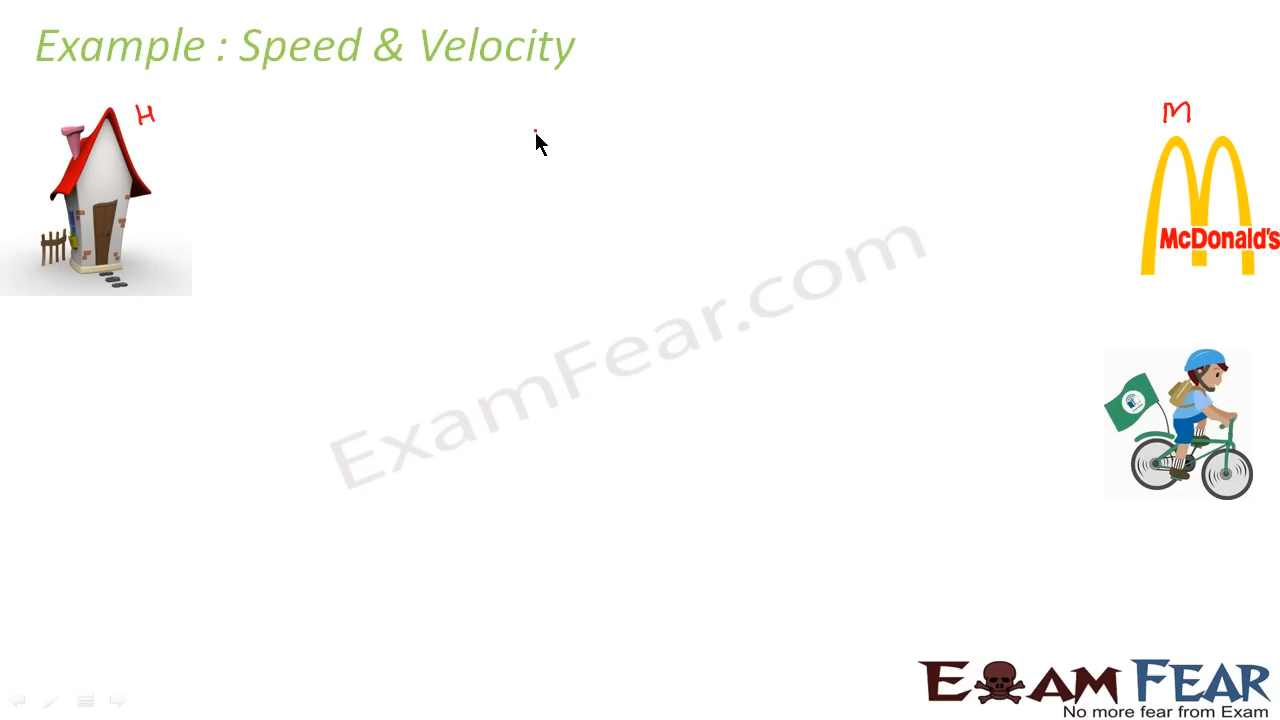 Example : Speed & Velocity
H
M
McDonald's
ExamFear.com
EXAM FEAR
No more fear from Exam